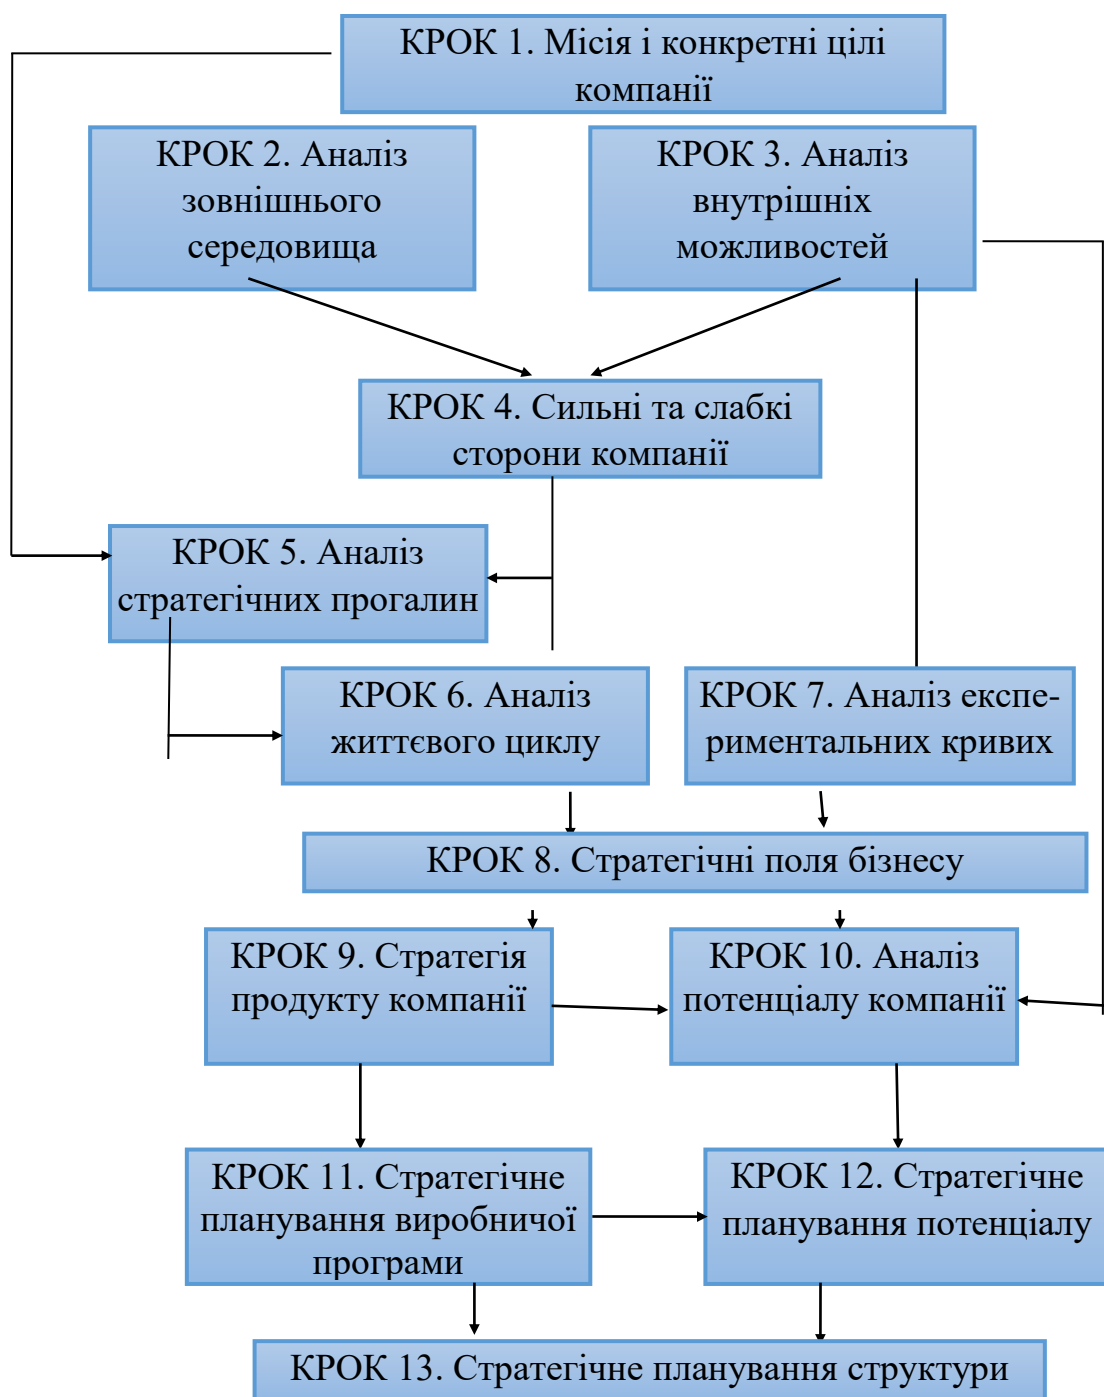 КРОК 1. Місія і конкретні цілі
компанії
КРОК 2. Аналіз
зовнішнього
середовища
КРОК 3. Аналіз
внутрішніх
можливостей
КРОК 4. Сильні та слабкі
сторони компанії
КРОК 5. Аналіз
стратегічних прогалин
КРОК 6. Аналіз
життєвого циклу
КРОК 7. Аналіз експе-
риментальних кривих
КРОК 8. Стратегічні поля бізнесу
КРОК 9. Стратегія
продукту компанії
КРОК 10. Аналіз
потенціалу компанії
КРОК 11. Стратегічне
планування виробничої
програми
КРОК 12. Стратегічне
планування потенціалу
КРОК 13. Стратегічне планування структури